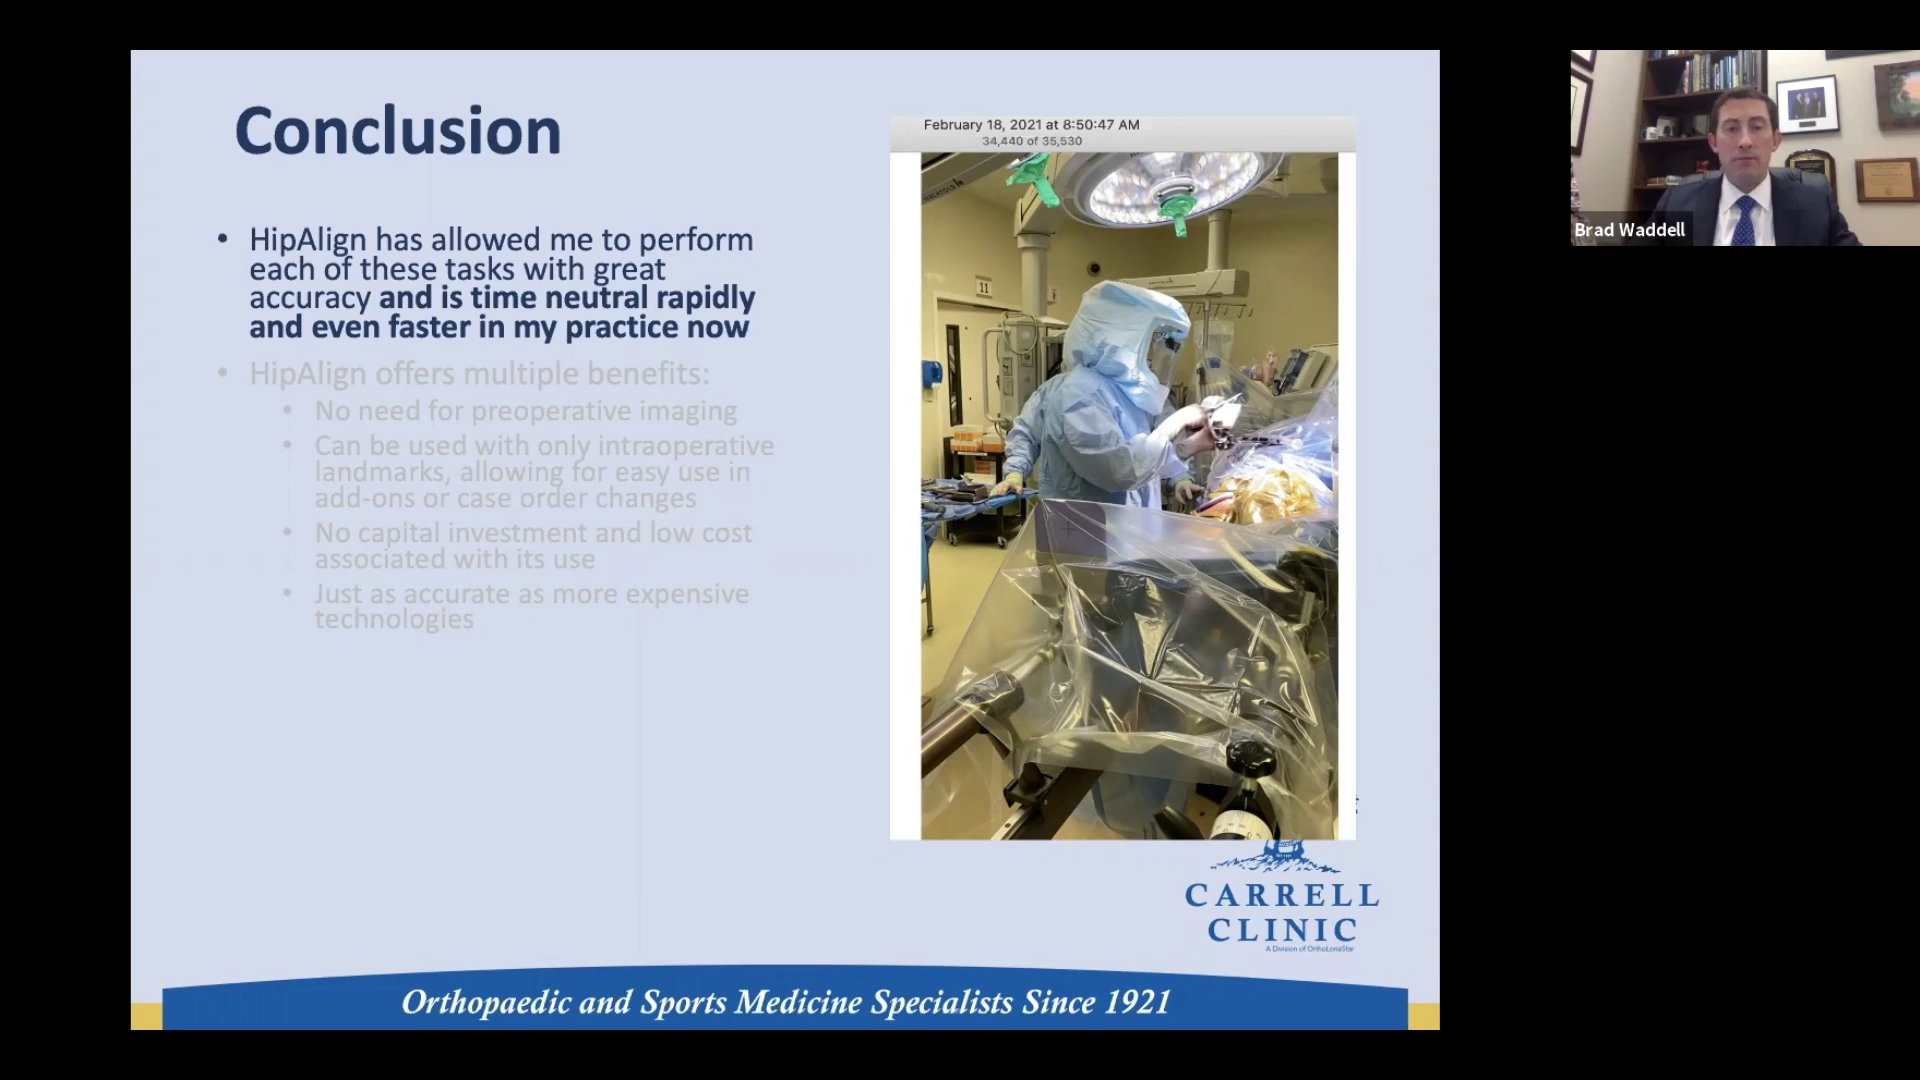 Conclusion
February 18, 2021 at 8:50:47 AM
34,440 of 35,530
Brad Waddell
• HipAlign has allowed me to perform
each of these tasks with great
accuracy and is time neutral rapidly
and even faster in my practice now
• HipAlign offers multiple benefits:
• No need for preoperative imaging
• Can be used with only intraoperative
landmarks, allowing for easy use in
add-ons or case order changes
• No capital investment and low cost
associated with its use
• Just as accurate as more expensive
technologies
11
CARRELL
CLINIC
A Division of OrthoLoneStar
Orthopaedic and Sports Medicine Specialists Since 1921